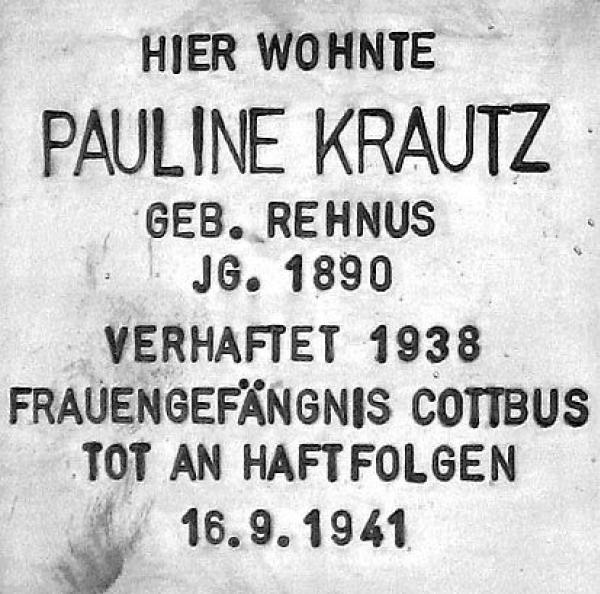 HIER WOHNTE
PAULINE KRAUTZ
GEB. REHNUS
JG. 1890
VERHAFTET 1938
FRAUENGEFÄNGNIS COTTBUS
TOT AN HAFTFOLGEN
16.9.1941